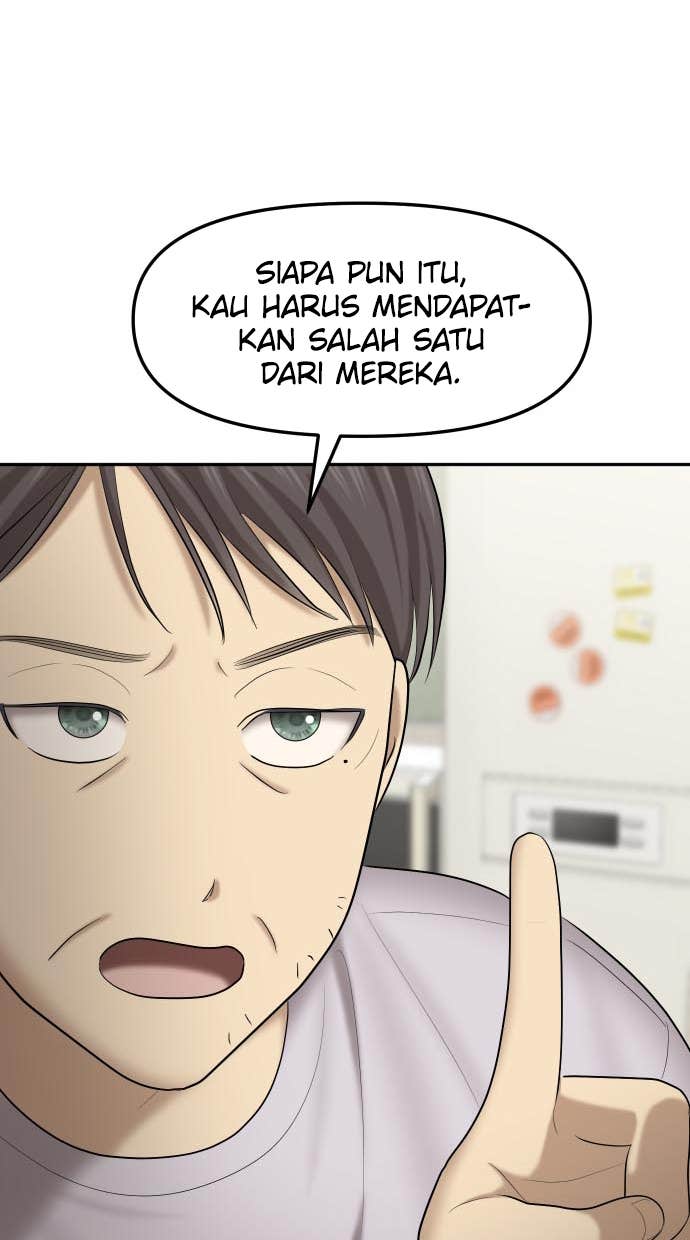 SIAPA PUN ITU,
KAU HARUS MENDAPAT-
KAN SALAH SATU
DARI MEREKA.